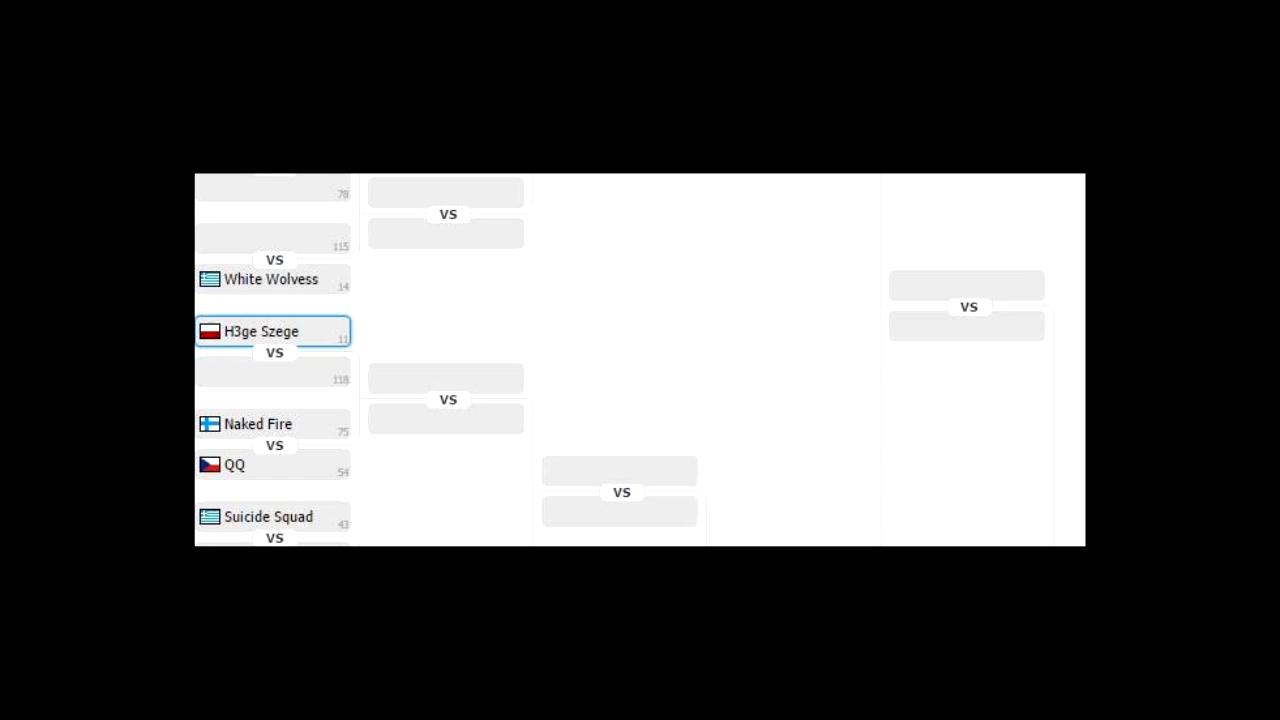 78
VS
115
VS
White Wolvess
14
VS
H3ge Szege
11
VS
118
VS
Naked Fire
75
VS
QQ
54
VS
Suicide Squad
43
VS